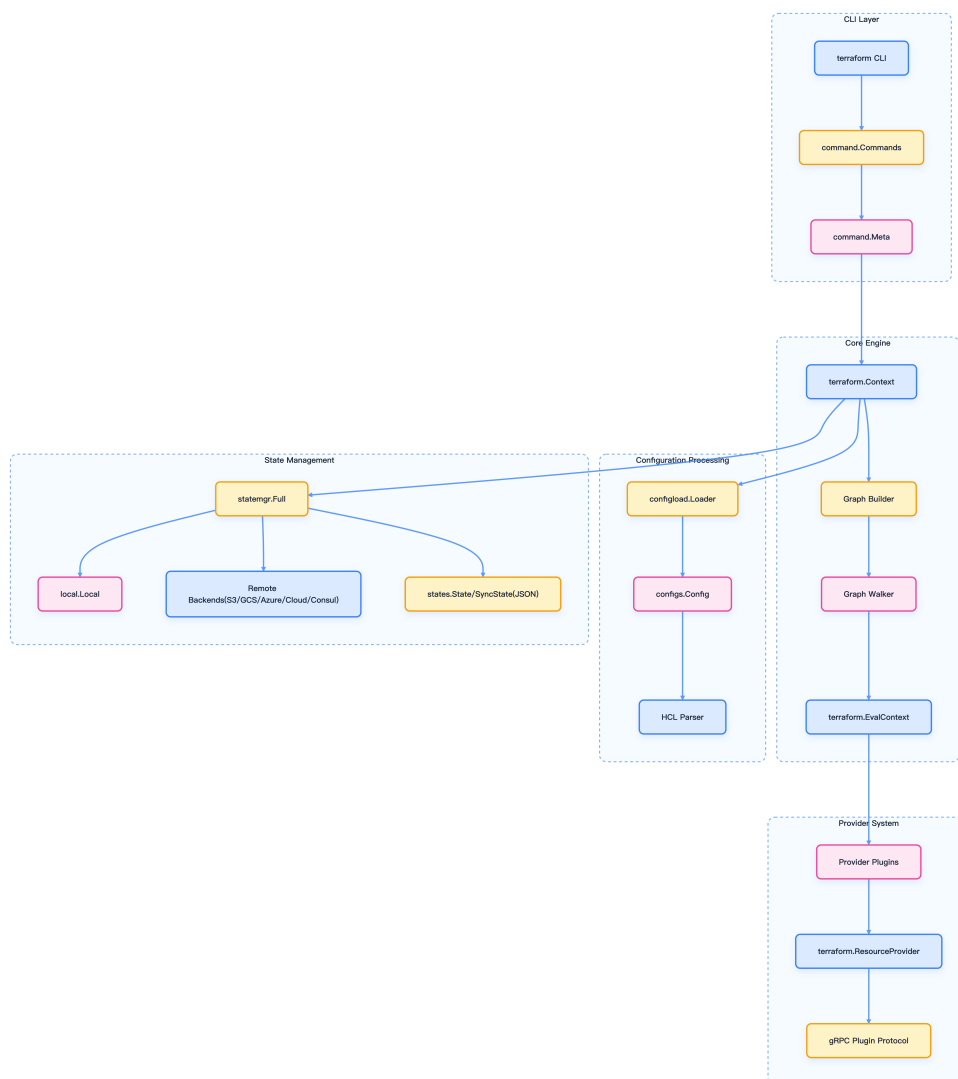 CLI Layer
terraform CLI
command.Commands
command.Meta
Core Engine
terraform.Context
State Management
Configuration Processing
statemgr.Full
configload.Loader
Graph Builder
local.Local
Remote
Backends(S3/GCS/Azure/Cloud/Consul)
states.State/SyncState(JSON)
configs.Config
Graph Walker
HCL Parser
terraform.EvalContext
Provider System
Provider Plugins
terraform.ResourceProvider
gRPC Plugin Protocol